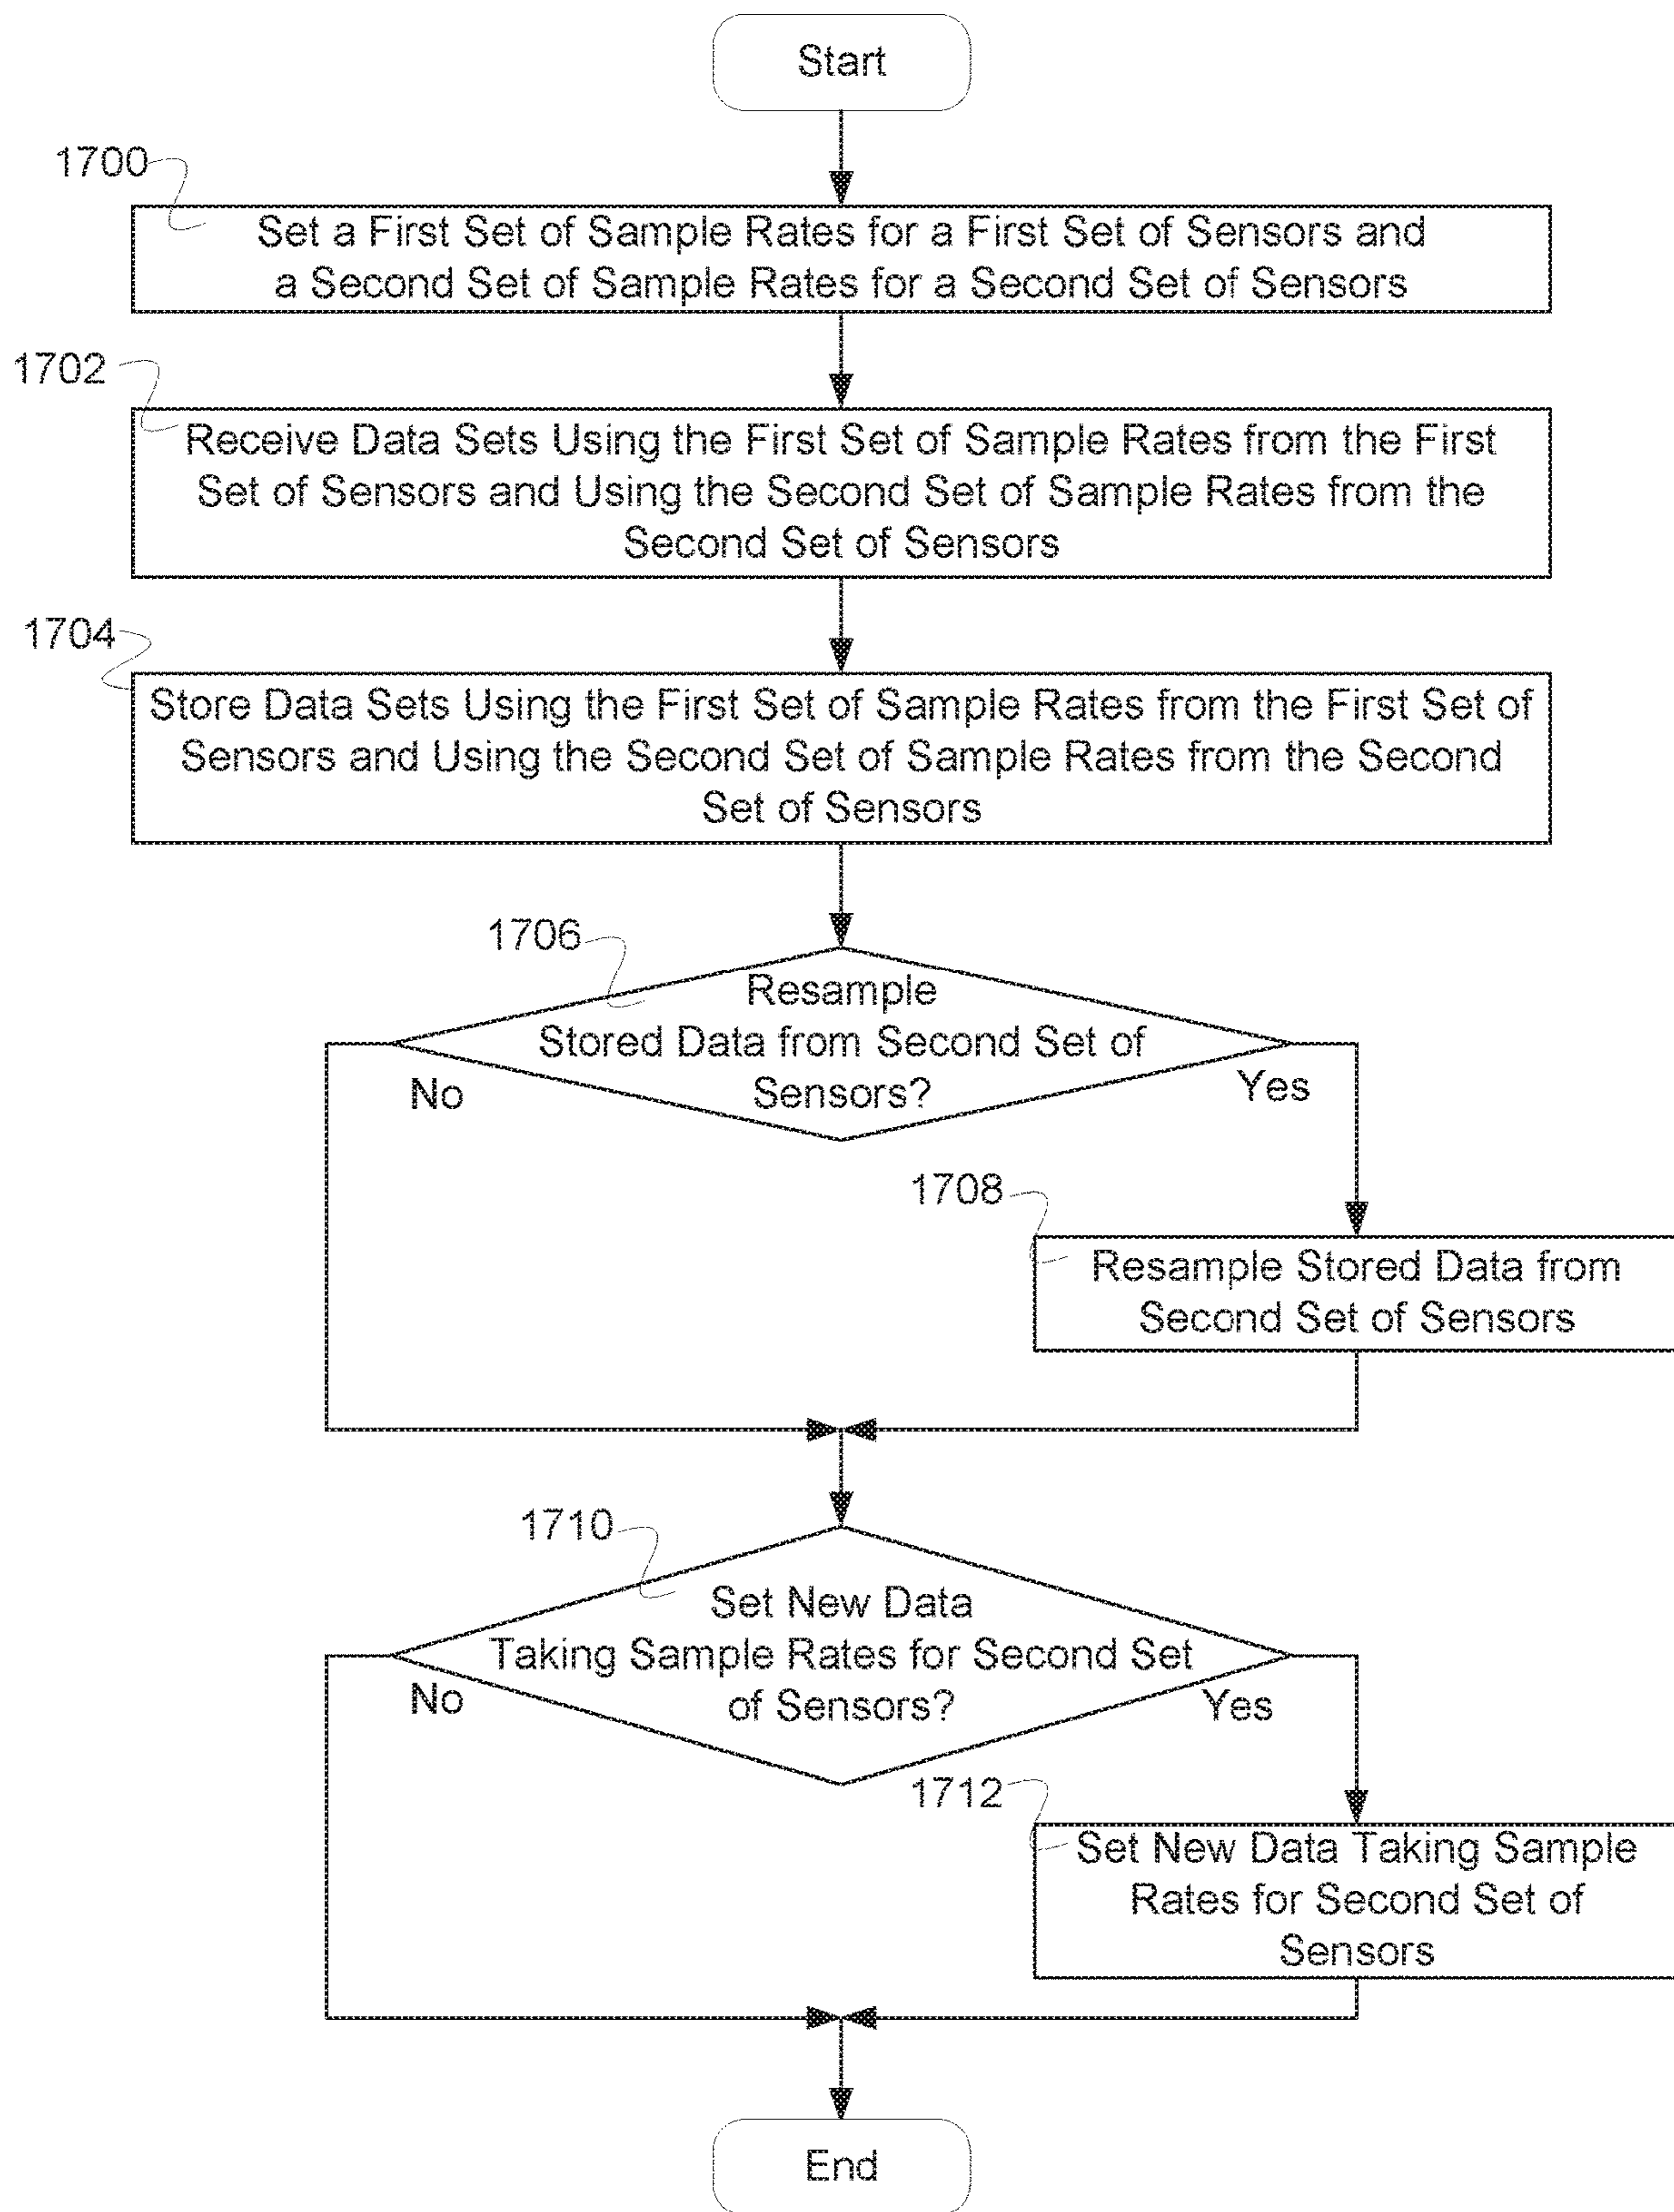 Start
1700
Set a First Set of Sample Rates for a First Set of Sensors and
a Second Set of Sample Rates for a Second Set of Sensors
1702
Receive Data Sets Using the First Set of Sample Rates from the First
Set of Sensors and Using the Second Set of Sample Rates from the
Second Set of Sensors
1704
Store Data Sets Using the First Set of Sample Rates from the First Set of
Sensors and Using the Second Set of Sample Rates from the Second
Set of Sensors
1706
Resample
Stored Data from Second Set of
Sensors?
No
Yes
1708
Resample Stored Data from
Second Set of Sensors
1710
Set New Data
Taking Sample Rates for Second Set
of Sensors?
No
Yes
1712
Set New Data Taking Sample
Rates for Second Set of
Sensors
End